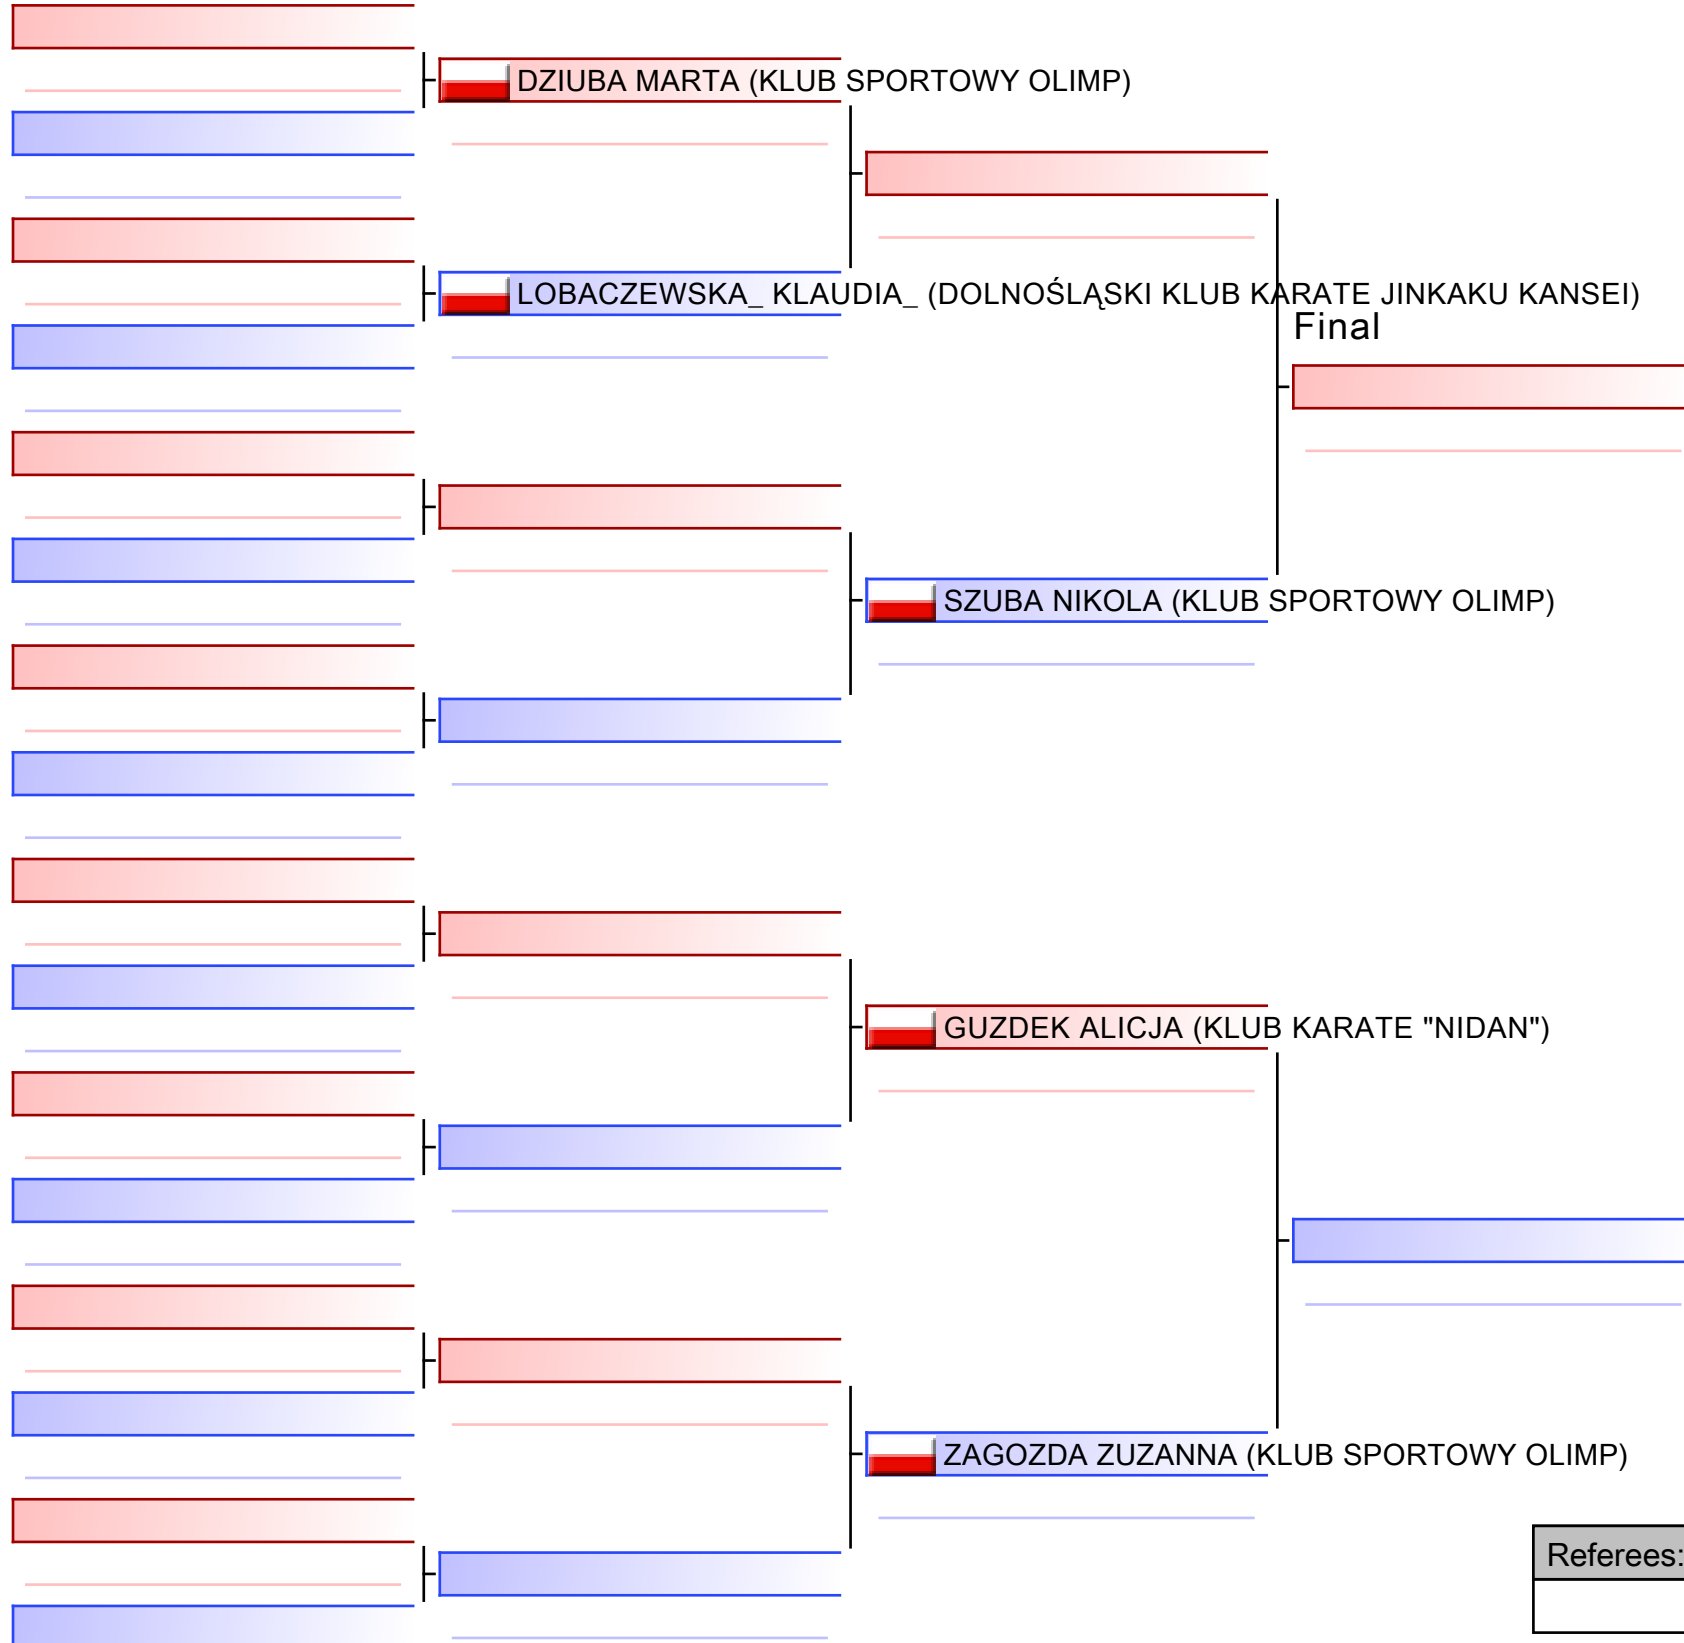 DZIUBA MARTA (KLUB SPORTOWY OLIMP)
LOBACZEWSKA_ KLAUDIA_ (DOLNOŚLĄSKI KLUB KARATE JINKAKU KANSEI)
Final
SZUBA NIKOLA (KLUB SPORTOWY OLIMP)
GUZDEK ALICJA (KLUB KARATE "NIDAN")
ZAGOZDA ZUZANNA (KLUB SPORTOWY OLIMP)
Referees: